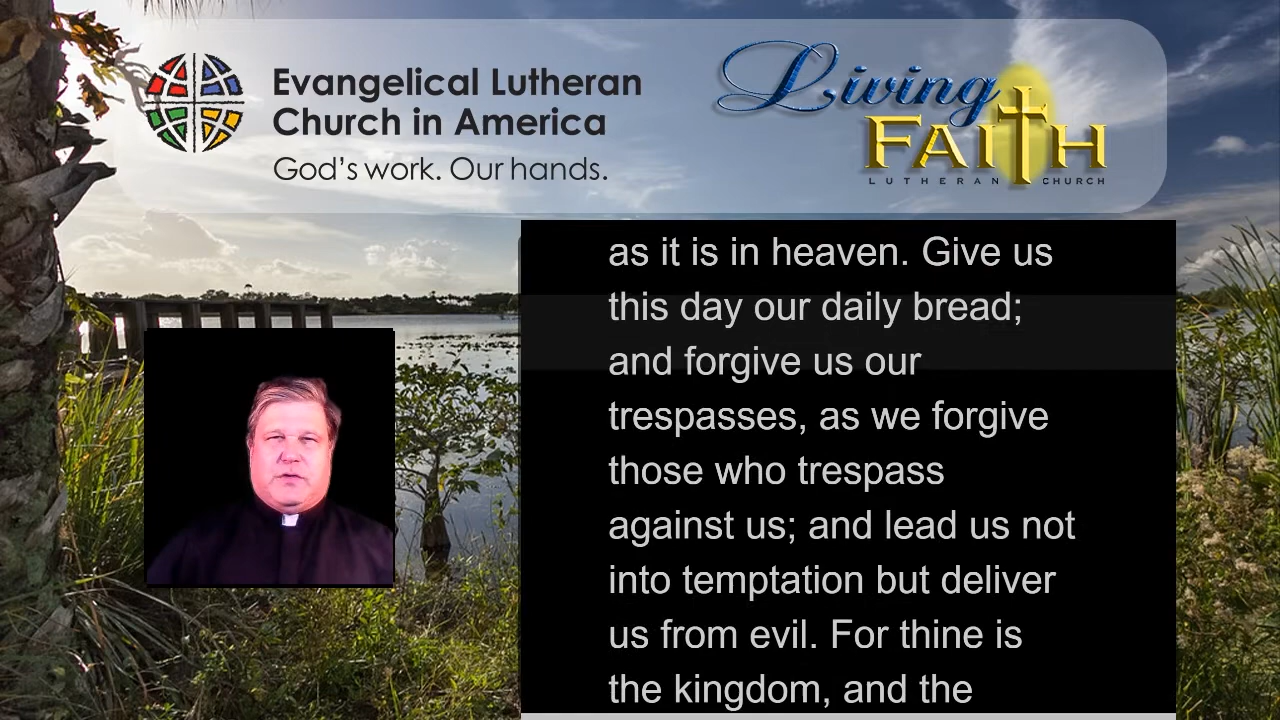 Evangelical Lutheran
Church in America
God's work. Our hands.
Living
FAITH
LUTHERAN CHURCH
as it is in heaven. Give us
this day our daily bread;
and forgive us our
trespasses, as we forgive
those who trespass
against us; and lead us not
into temptation but deliver
us from evil. For thine is
the kingdom, and the